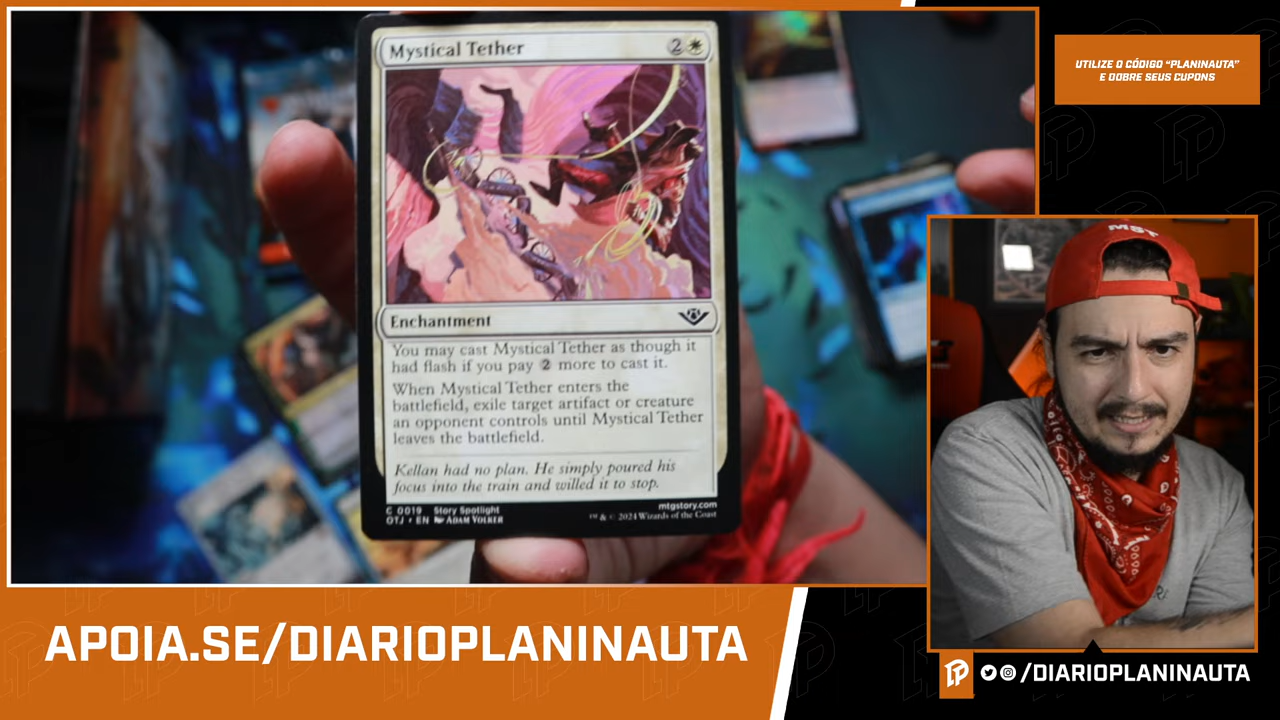 Mystical Tether
2
Enchantment
You may cast Mystical Tether as though it
had flash if you pay 2 more to cast it.
When Mystical Tether enters the
battlefield, exile target artifact or creature
an opponent controls until Mystical Tether
leaves the battlefield.
Kellan had no plan. He simply poured his
focus into the train and willed it to stop.
C 0019 Story Spotlight
OTJ • EN ADAM VOLKER
mtgstory.com
™ & © 2024 Wizards of the Coast
UTILIZE O CÓDIGO “PLANINAUTA”
E DOBRE SEUS CUPONS
MST
APOIA.SE/DIARIOPLANINAUTA
/DIARIOPLANINAUTA